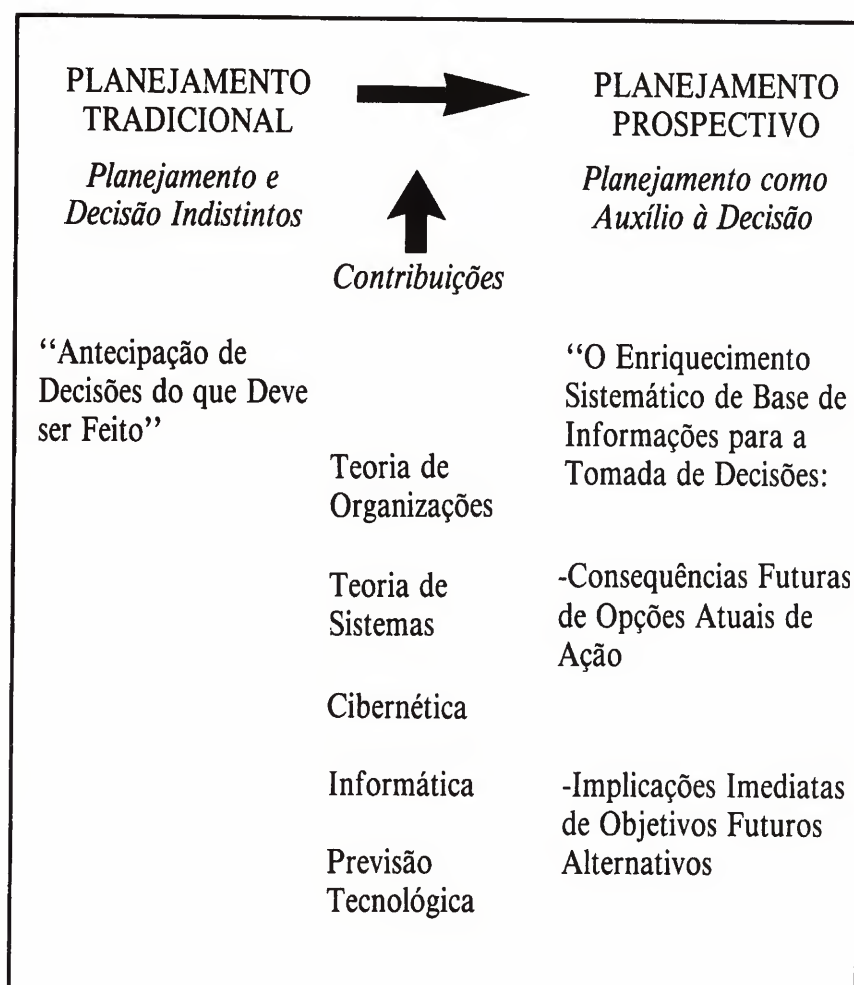 PLANEJAMENTO
TRADICIONAL
Planejamento e
Decisão Indistintos
PLANEJAMENTO
PROSPECTIVO
Planejamento como
Auxílio à Decisão
Contribuições
‘‘Antecipação de
Decisões do que Deve
ser Feito’’
Teoria de
Organizações
Teoria de
Sistemas
Cibernética
Informática
Previsão
Tecnológica
‘‘O Enriquecimento
Sistemático de Base de
Informações para a
Tomada de Decisões:
-Consequências Futuras
de Opções Atuais de
Ação
-Implicações Imediatas
de Objetivos Futuros
Alternativos